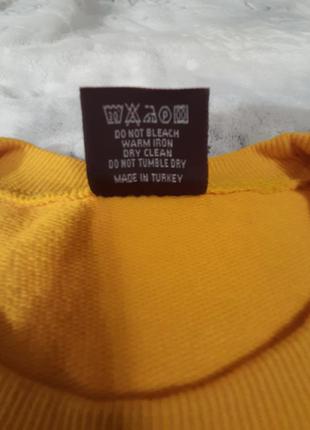 DO NOT BLEACH
WARM IRON
DRY CLEAN
DO NOT TUMBLE DRY
MADE IN TURKEY